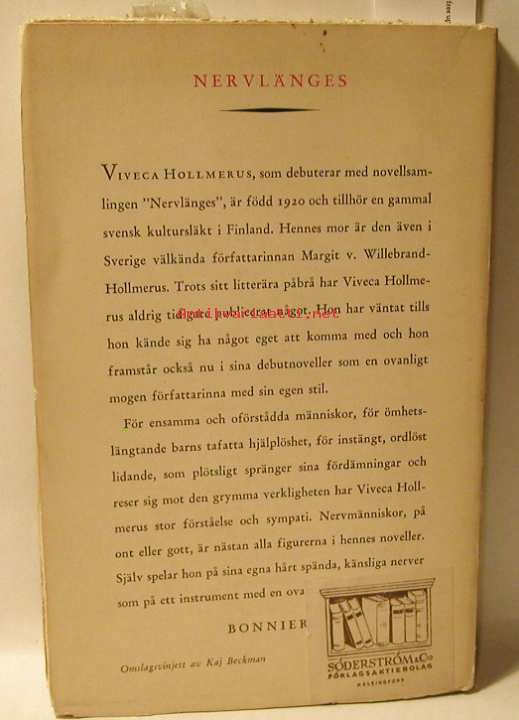 NERVLÄNGES
VIVECA HOLLMERUS, som debuterar med novellsam-
lingen "Nervlänges", är född 1920 och tillhör en gammal
svensk kultursläkt i Finland. Hennes mor är den även i
Sverige välkända författarinnan Margit v. Willebrand-
Hollmerus. Trots sitt litterära påbrå har Viveca Hollme-
rus aldrig tidigare publicerat något. Hon har väntat tills
hon kände sig ha något eget att komma med och hon
framstår också nu i sina debutnoveller som en ovanligt
mogen författarinna med sin egen stil.
För ensamma och oförstådda människor, för ömhets-
längtande barns tafatta hjälplöshet, för instängt, ordlöst
lidande, som plötsligt spränger sina fördämningar och
reser sig mot den grymma verkligheten har Viveca Holl-
merus stor förståelse och sympati. Nervmänniskor, på
ont eller gott, är nästan alla figurerna i hennes noveller.
Själv spelar hon på sina egna hårt spända, känsliga nerver
som på ett instrument med en ova
BONNIER
Omslagsvinjett av Kaj Beckman
SÖDERSTRÖM & Co
FÖRLAGSAKTIEBOLAG
HELSINGFORS